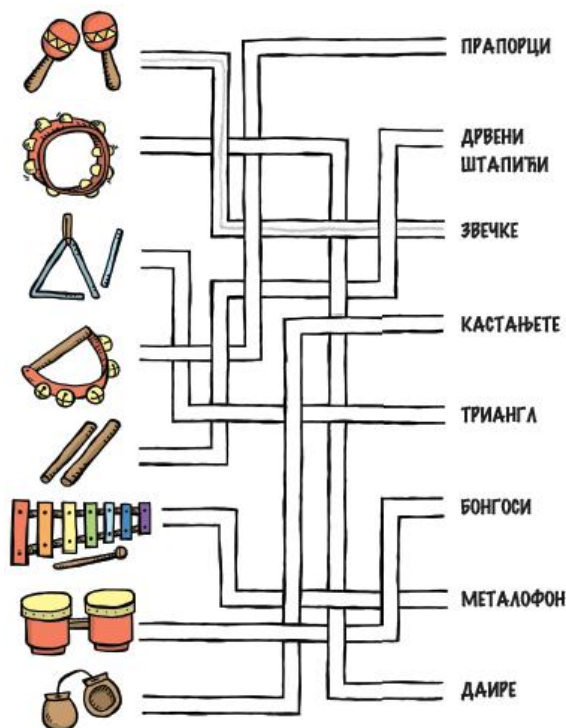 ПРАПОРЦИ
ДРВЕНИ
ШТАПИЋИ
ЗВЕЧКЕ
КАСТАЊЕТЕ
ТРИАНГЛ
БОНГОСИ
МЕТАЛОФОН
ДАИРЕ